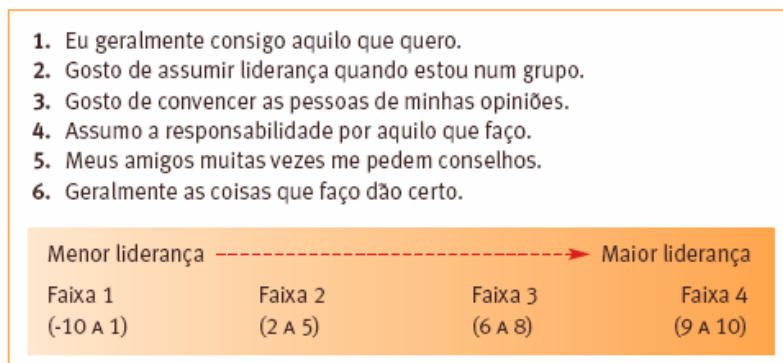 1. Eu geralmente consigo aquilo que quero.
2. Gosto de assumir liderança quando estou num grupo.
3. Gosto de convencer as pessoas de minhas opiniões.
4. Assumo a responsabilidade por aquilo que faço.
5. Meus amigos muitas vezes me pedem conselhos.
6. Geralmente as coisas que faço dão certo.
Menor liderança Maior liderança
Faixa 1 Faixa 2 Faixa 3 Faixa 4
(-10 A 1) (2 A 5) (6 A 8) (9 A 10)